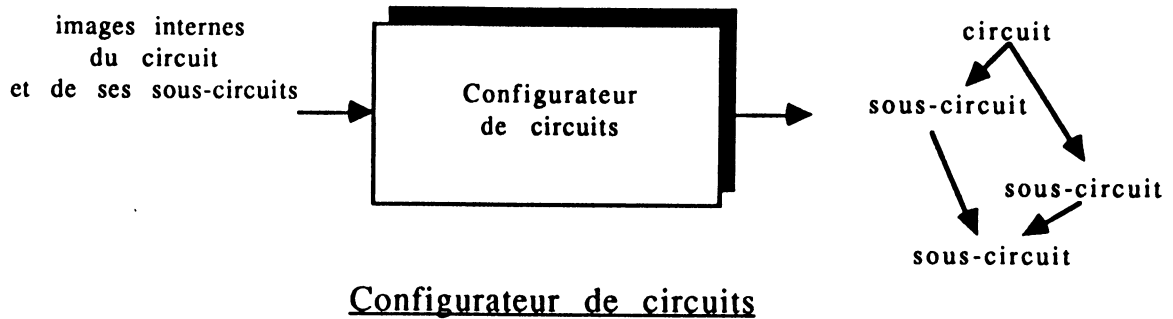 images internes
du circuit
et de ses sous-circuits
Configurateur
de circuits
circuit
sous-circuit
sous-circuit
sous-circuit
Configurateur de circuits